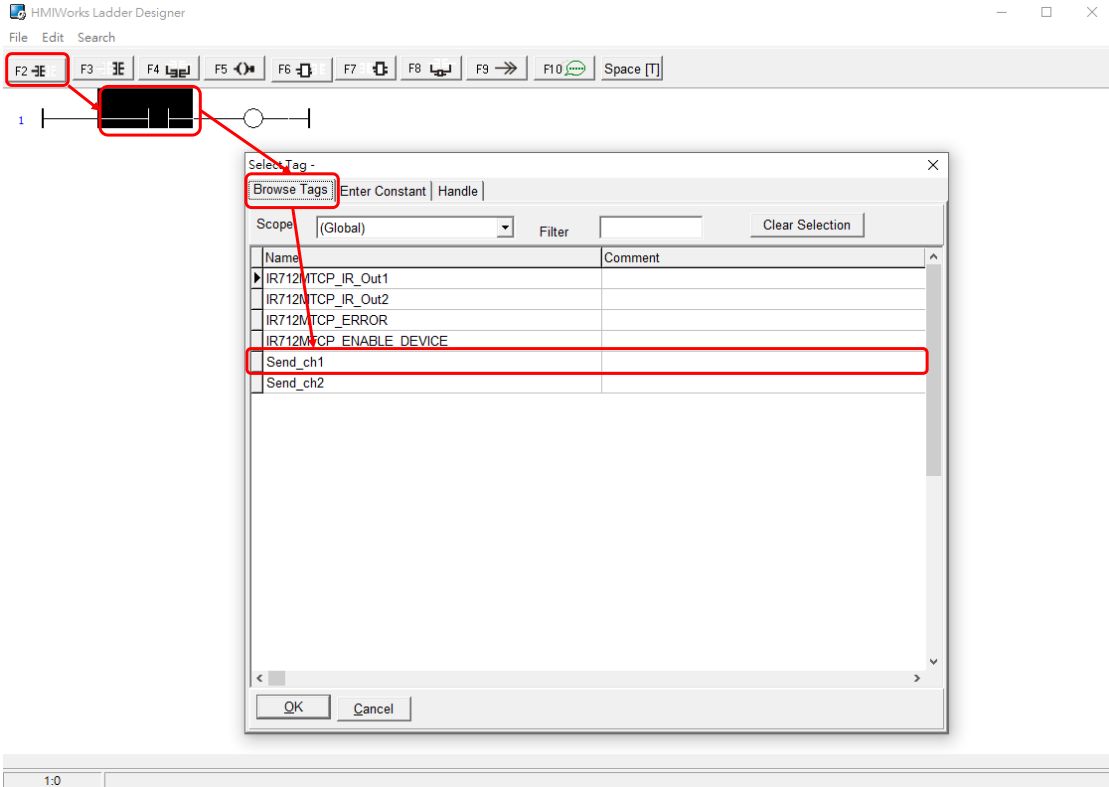 HMIWorks Ladder Designer
File Edit Search
F2 F3 F4 F5 F6 F7 F8 F9 F10 Space [T]
1
Select Tag -
Browse Tags Enter Constant Handle
Scope (Global) Filter Clear Selection
Name Comment
IR712MTCP_IR_Out1
IR712MTCP_IR_Out2
IR712MTCP_ERROR
IR712MTCP_ENABLE_DEVICE
Send_ch1
Send_ch2
OK Cancel
1:0